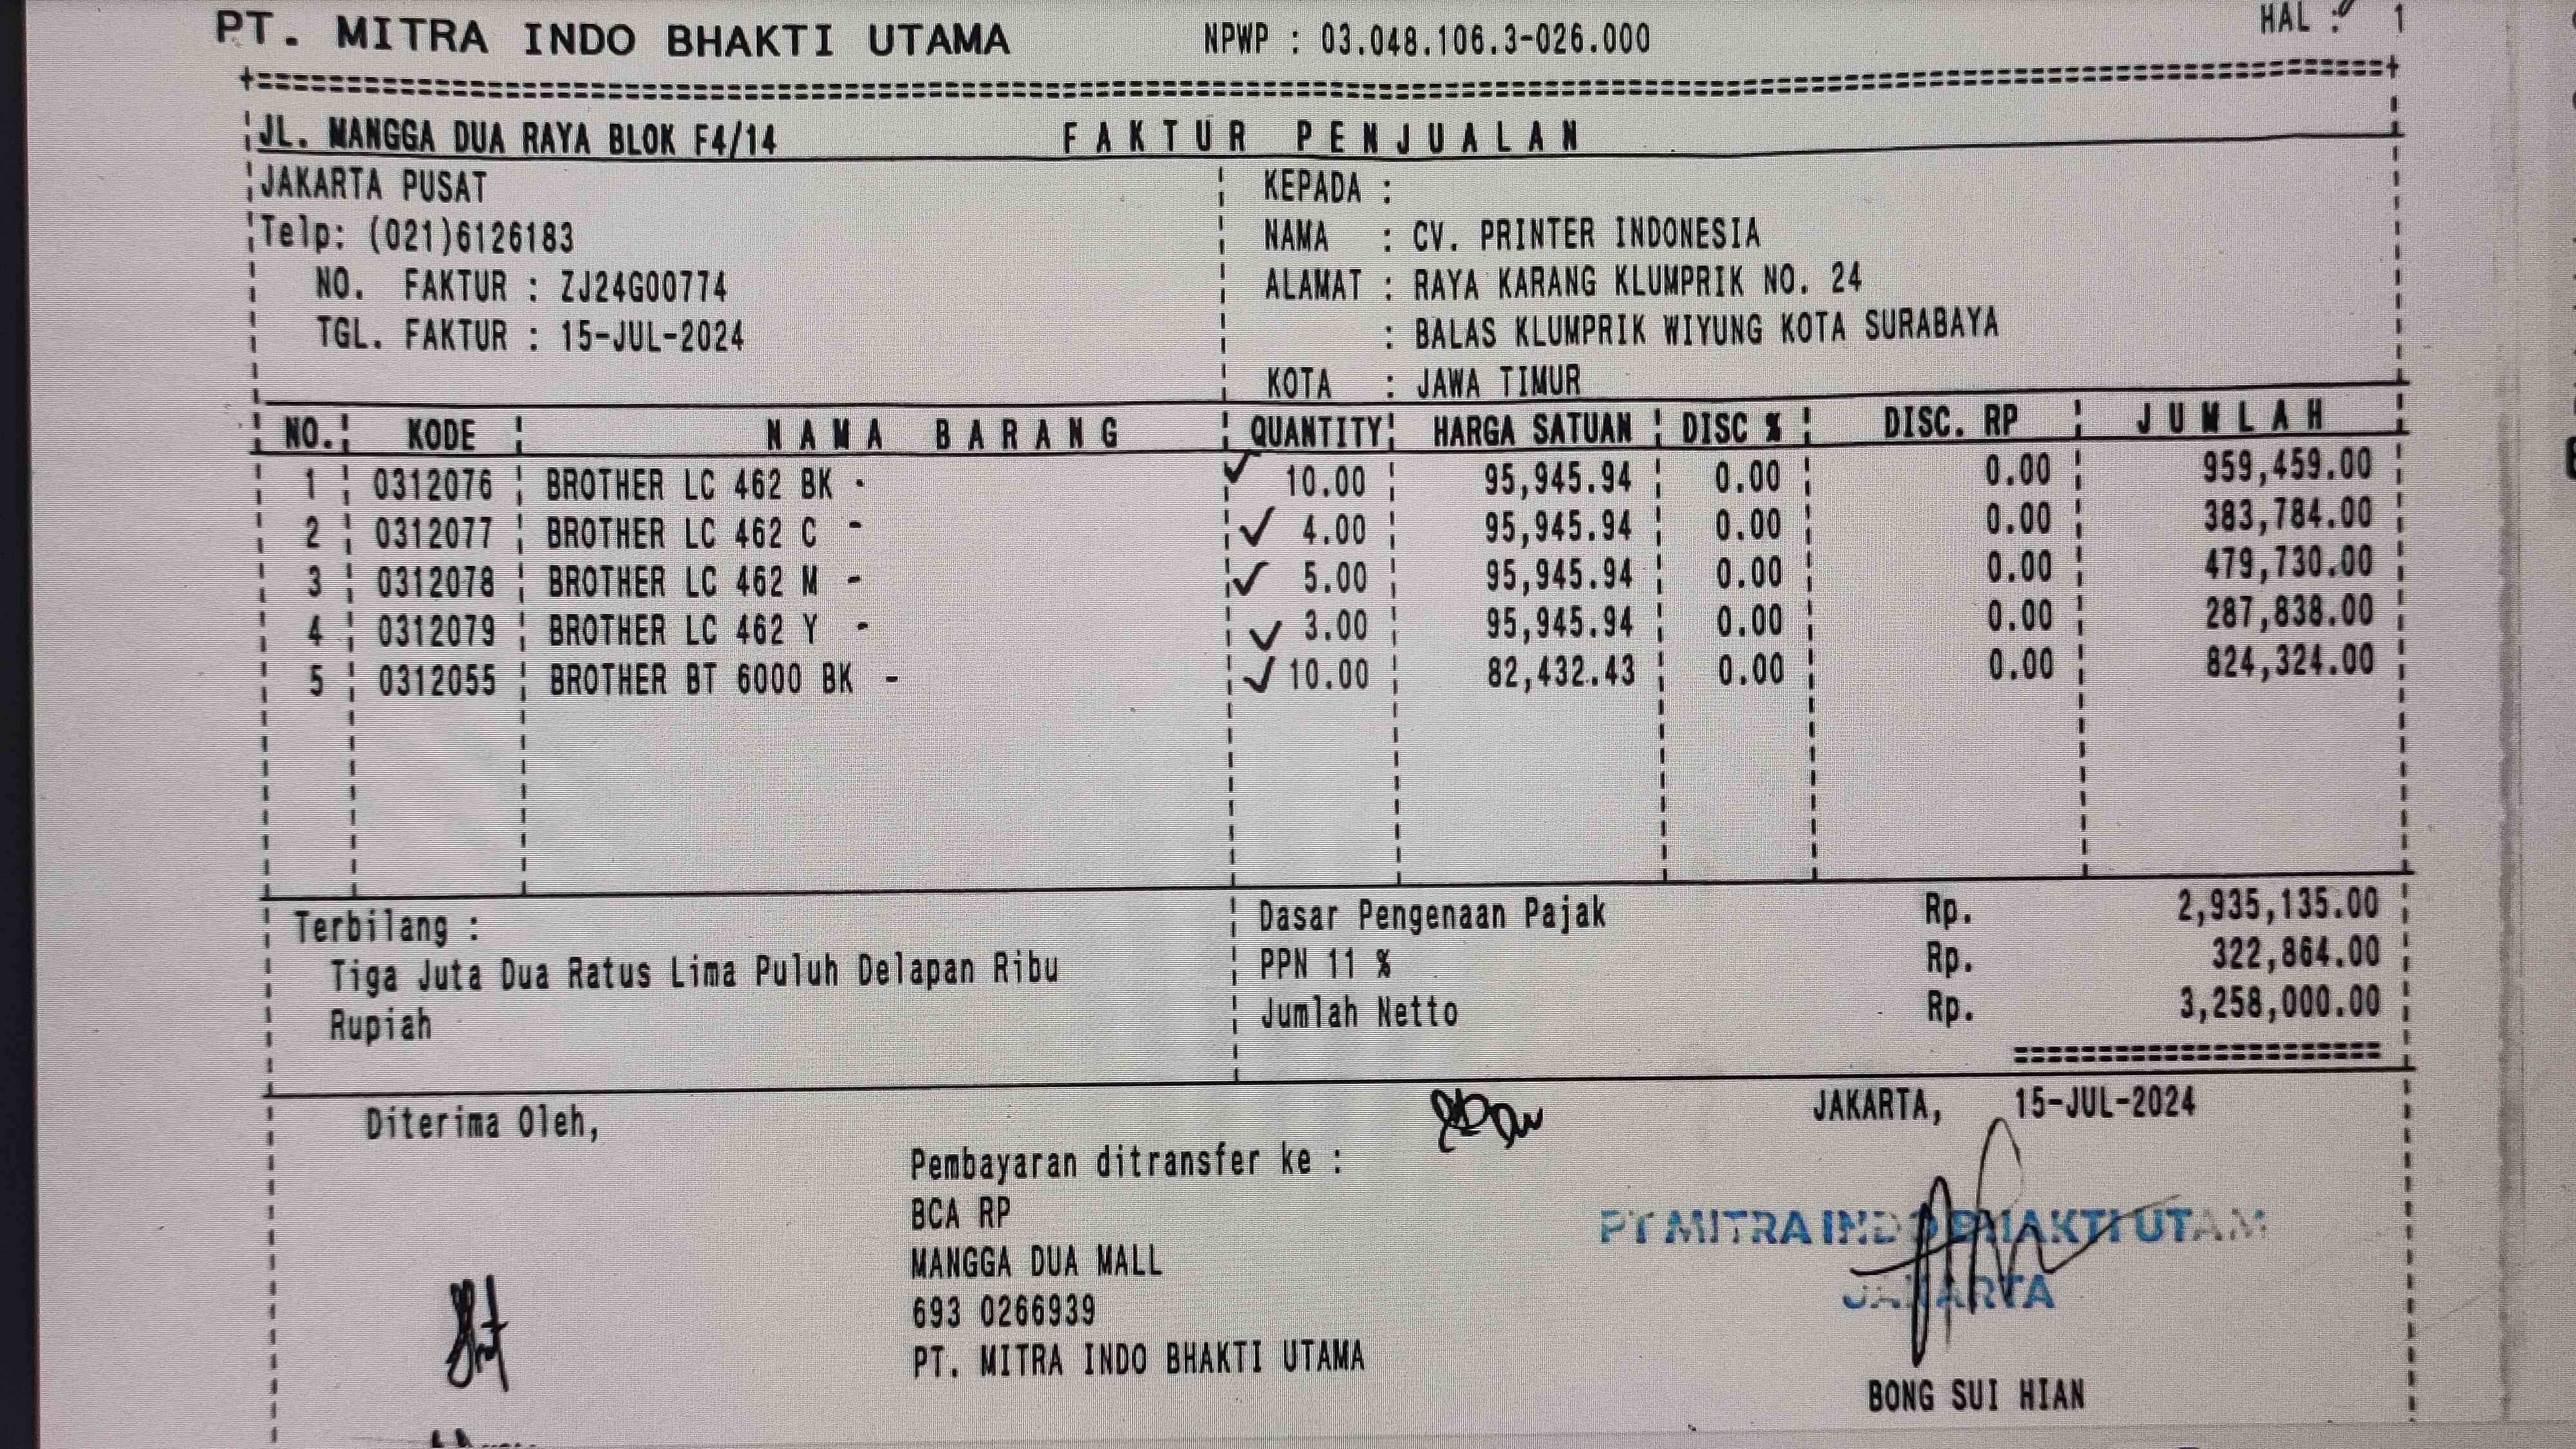 PT. MITRA INDO BHAKTI UTAMA NPWP : 03.048.106.3-026.000 HAL : 1
JL. MANGGA DUA RAYA BLOK F4/14 FAKTUR PENJUALAN
JAKARTA PUSAT KEPADA :
Telp: (021)6126183 NAMA : CV. PRINTER INDONESIA
NO. FAKTUR : ZJ24G00774 ALAMAT : RAYA KARANG KLUMPRIK NO. 24
TGL. FAKTUR : 15-JUL-2024 : BALAS KLUMPRIK WIYUNG KOTA SURABAYA
KOTA : JAWA TIMUR
NO. KODE NAMA BARANG QUANTITY HARGA SATUAN DISC % DISC. RP JUMLAH
1 0312076 BROTHER LC 462 BK - 10.00 95,945.94 0.00 0.00 959,459.00
2 0312077 BROTHER LC 462 C - 4.00 95,945.94 0.00 0.00 383,784.00
3 0312078 BROTHER LC 462 M - 5.00 95,945.94 0.00 0.00 479,730.00
4 0312079 BROTHER LC 462 Y - 3.00 95,945.94 0.00 0.00 287,838.00
5 0312055 BROTHER BT 6000 BK - 10.00 82,432.43 0.00 0.00 824,324.00
Terbilang : Dasar Pengenaan Pajak Rp. 2,935,135.00
Tiga Juta Dua Ratus Lima Puluh Delapan Ribu PPN 11 % Rp. 322,864.00
Rupiah Jumlah Netto Rp. 3,258,000.00
Diterima Oleh, JAKARTA, 15-JUL-2024
Pembayaran ditransfer ke :
BCA RP
PT MITRA INDO BHAKTI UTAM
MANGGA DUA MALL
JAKARTA
693 0266939
PT. MITRA INDO BHAKTI UTAMA
BONG SUI HIAN